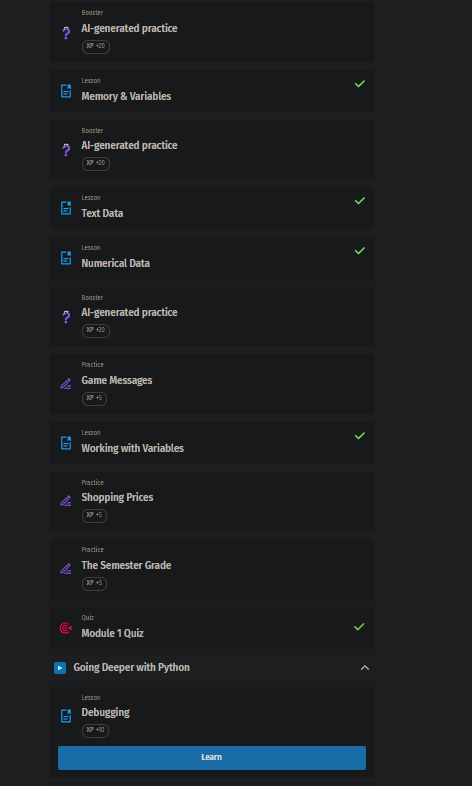 Booster
AI-generated practice
XP +20
Lesson
Memory & Variables
Booster
AI-generated practice
XP +20
Lesson
Text Data
Lesson
Numerical Data
Booster
AI-generated practice
XP +20
Practice
Game Messages
XP +5
Lesson
Working with Variables
Practice
Shopping Prices
XP +5
Practice
The Semester Grade
XP +5
Quiz
Module 1 Quiz
Going Deeper with Python
Lesson
Debugging
XP +10
Learn